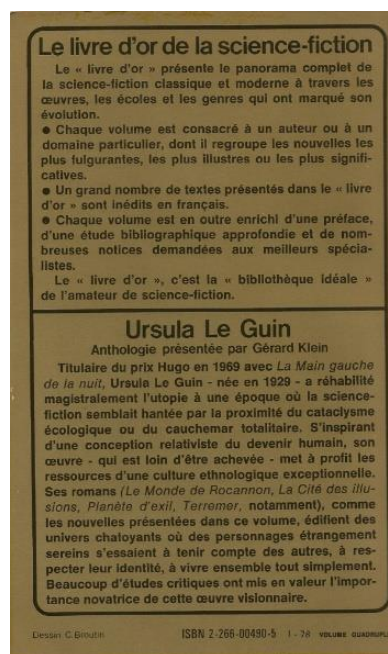 Le livre d'or de la science-fiction
Le « livre d'or » présente le panorama complet de
la science-fiction classique et moderne à travers les
œuvres, les écoles et les genres qui ont marqué son
évolution.
● Chaque volume est consacré à un auteur ou à un
domaine particulier, dont il regroupe les nouvelles les
plus fulgurantes, les plus illustres ou les plus signifi-
catives.
● Un grand nombre de textes présentés dans le « livre
d'or » sont inédits en français.
● Chaque volume est en outre enrichi d'une préface,
d'une étude bibliographique approfondie et de nom-
breuses notices demandées aux meilleurs spécia-
listes.
Le « livre d'or », c'est la « bibliothèque idéale »
de l'amateur de science-fiction.
Ursula Le Guin
Anthologie présentée par Gérard Klein
Titulaire du prix Hugo en 1969 avec La Main gauche
de la nuit, Ursula Le Guin - née en 1929 - a réhabilité
magistralement l'utopie à une époque où la science-
fiction semblait hantée par la proximité du cataclysme
écologique ou du cauchemar totalitaire. S'inspirant
d'une conception relativiste du devenir humain, son
œuvre - qui est loin d'être achevée - met à profit les
ressources d'une culture ethnologique exceptionnelle.
Ses romans (Le Monde de Rocannon, La Cité des illu-
sions, Planète d'exil, Terremer, notamment), comme
les nouvelles présentées dans ce volume, édifient des
univers chatoyants où des personnages étrangement
sereins s'essaient à tenir compte des autres, à res-
pecter leur identité, à vivre ensemble tout simplement.
Beaucoup d'études critiques ont mis en valeur l'impor-
tance novatrice de cette œuvre visionnaire.
Dessin C. Broutin ISBN 2-266-00480-5 1 - 78 VOLUME QUADRUPLE